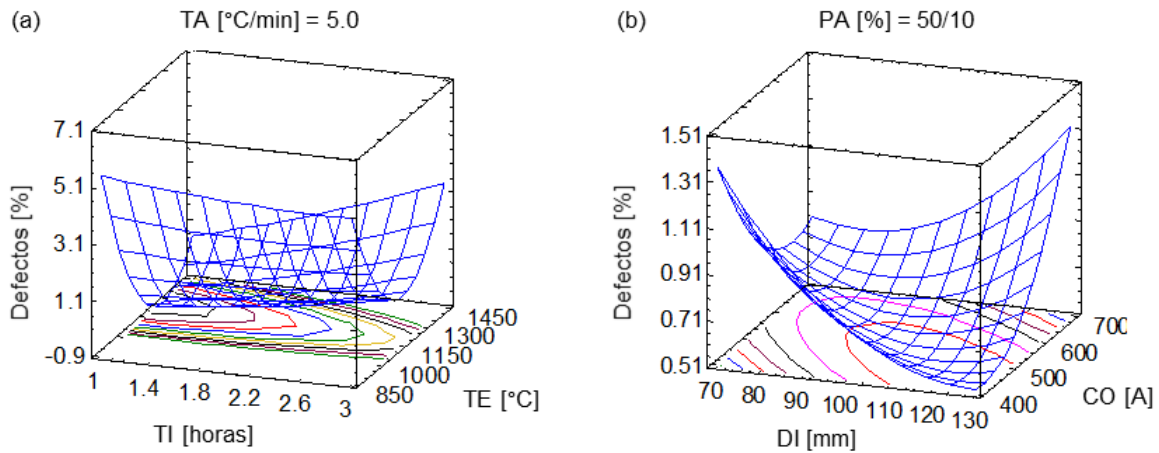 (a) TA [°C/min] = 5.0
7.1
5.1
3.1
1.1
-0.9
Defectos [%]
1 1.4 1.8 2.2 2.6 3
TI [horas]
850 1000 1150 1300 1450
TE [°C]
(b) PA [%] = 50/10
1.51
1.31
1.11
0.91
0.71
0.51
Defectos [%]
70 80 90 100 110 120 130
DI [mm]
400 500 600 700
CO [A]